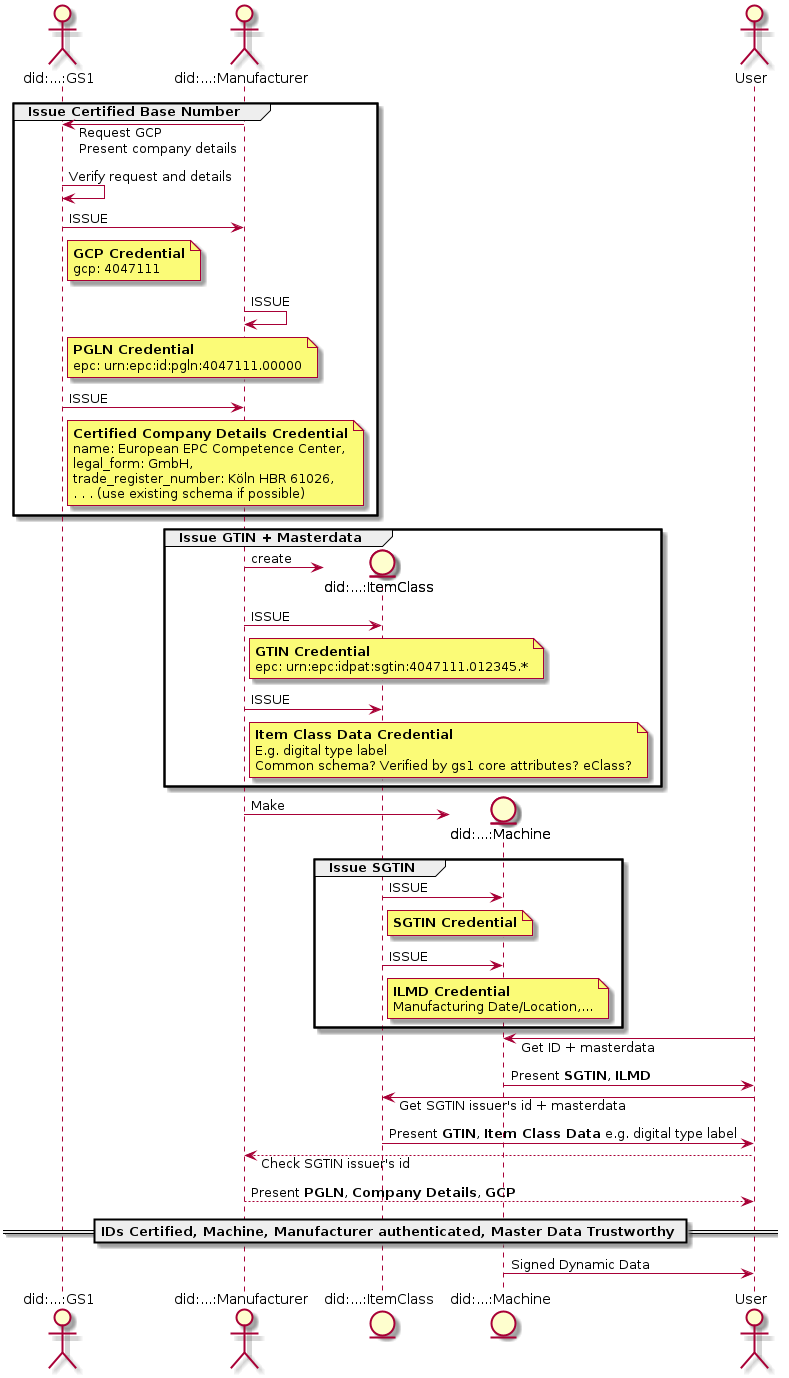 did:...:GS1
did:...:Manufacturer
User
Issue Certified Base Number
Request GCP
Present company details
Verify request and details
ISSUE
GCP Credential
gcp: 4047111
ISSUE
PGLN Credential
epc: urn:epc:id:pgln:4047111.00000
ISSUE
Certified Company Details Credential
name: European EPC Competence Center,
legal_form: GmbH,
trade_register_number: Köln HBR 61026,
. . . (use existing schema if possible)
Issue GTIN + Masterdata
create
did:...:ItemClass
ISSUE
GTIN Credential
epc: urn:epc:idpat:sgtin:4047111.012345.*
ISSUE
Item Class Data Credential
E.g. digital type label
Common schema? Verified by gs1 core attributes? eClass?
Make
did:...:Machine
Issue SGTIN
ISSUE
SGTIN Credential
ISSUE
ILMD Credential
Manufacturing Date/Location,...
Get ID + masterdata
Present SGTIN, ILMD
Get SGTIN issuer's id + masterdata
Present GTIN, Item Class Data e.g. digital type label
Check SGTIN issuer's id
Present PGLN, Company Details, GCP
IDs Certified, Machine, Manufacturer authenticated, Master Data Trustworthy
Signed Dynamic Data
did:...:GS1
did:...:Manufacturer
did:...:ItemClass
did:...:Machine
User